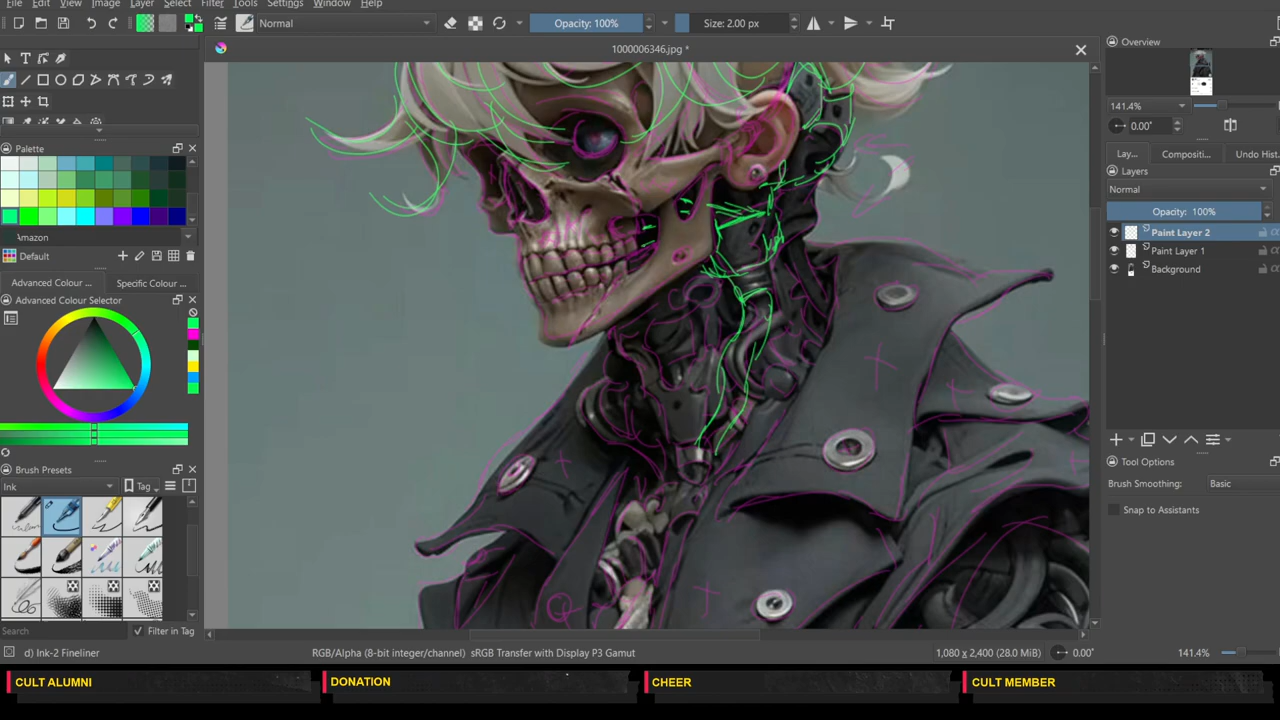 File Edit View Image Layer Select Filter Tools Settings Window Help
Normal
Opacity: 100%
Size: 2.00 px
1000006346.jpg *
Overview
141.4%
0.00°
Palette
Amazon
Default
Advanced Colour ...
Specific Colour ...
Advanced Colour Selector
Brush Presets
Ink
Tag
Search
Filter in Tag
Lay...
Compositi...
Undo Hist...
Layers
Normal
Opacity: 100%
Paint Layer 2
Paint Layer 1
Background
Tool Options
Brush Smoothing:
Basic
Snap to Assistants
d) Ink-2 Fineliner
RGB/Alpha (8-bit integer/channel) sRGB Transfer with Display P3 Gamut
1,080 x 2,400 (28.0 MiB)
0.00°
141.4%
CULT ALUMNI
DONATION
CHEER
CULT MEMBER